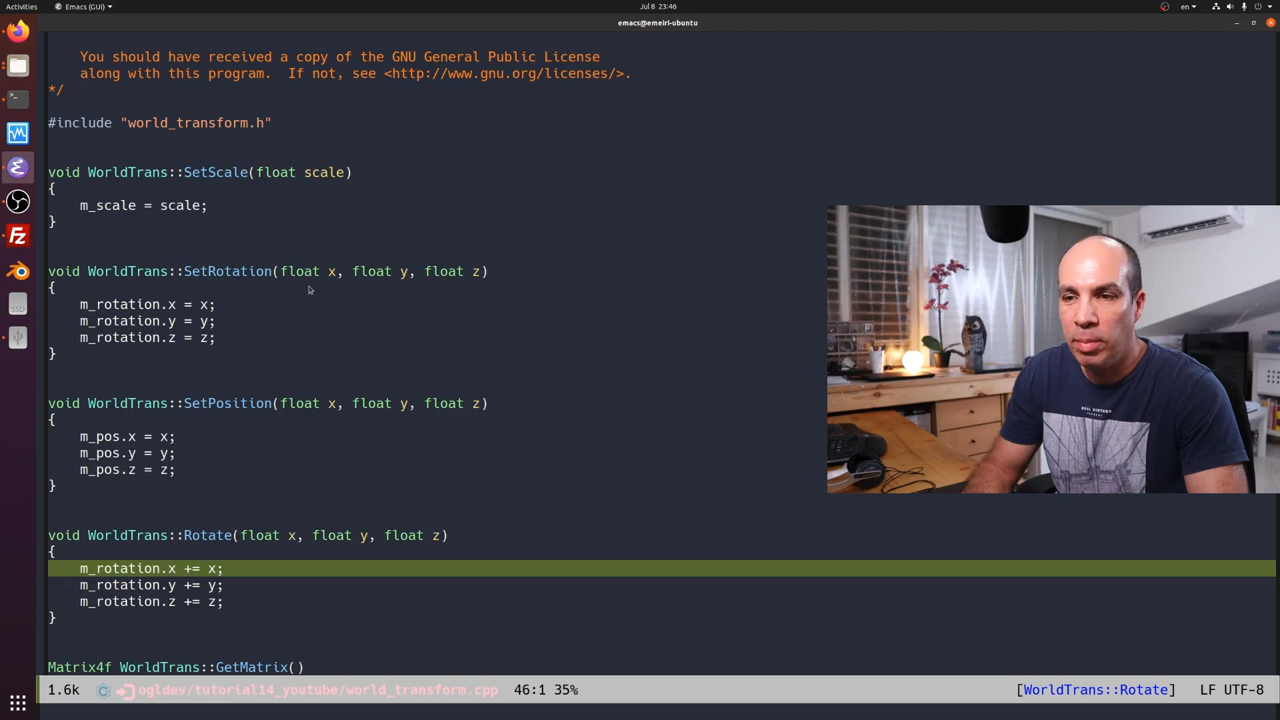 Activities
Emacs (GUI)
Jul 8 23:46
en
emacs@emeiri-ubuntu
You should have received a copy of the GNU General Public License
along with this program.  If not, see <http://www.gnu.org/licenses/>.
*/
#include "world_transform.h"
void WorldTrans::SetScale(float scale)
{
m_scale = scale;
}
void WorldTrans::SetRotation(float x, float y, float z)
{
m_rotation.x = x;
m_rotation.y = y;
m_rotation.z = z;
}
void WorldTrans::SetPosition(float x, float y, float z)
{
m_pos.x = x;
m_pos.y = y;
m_pos.z = z;
}
void WorldTrans::Rotate(float x, float y, float z)
{
m_rotation.x += x;
m_rotation.y += y;
m_rotation.z += z;
}
Matrix4f WorldTrans::GetMatrix()
1.6k ogldev/tutorial14_youtube/world_transform.cpp 46:1 35% [WorldTrans::Rotate] LF UTF-8
Fz
SSD